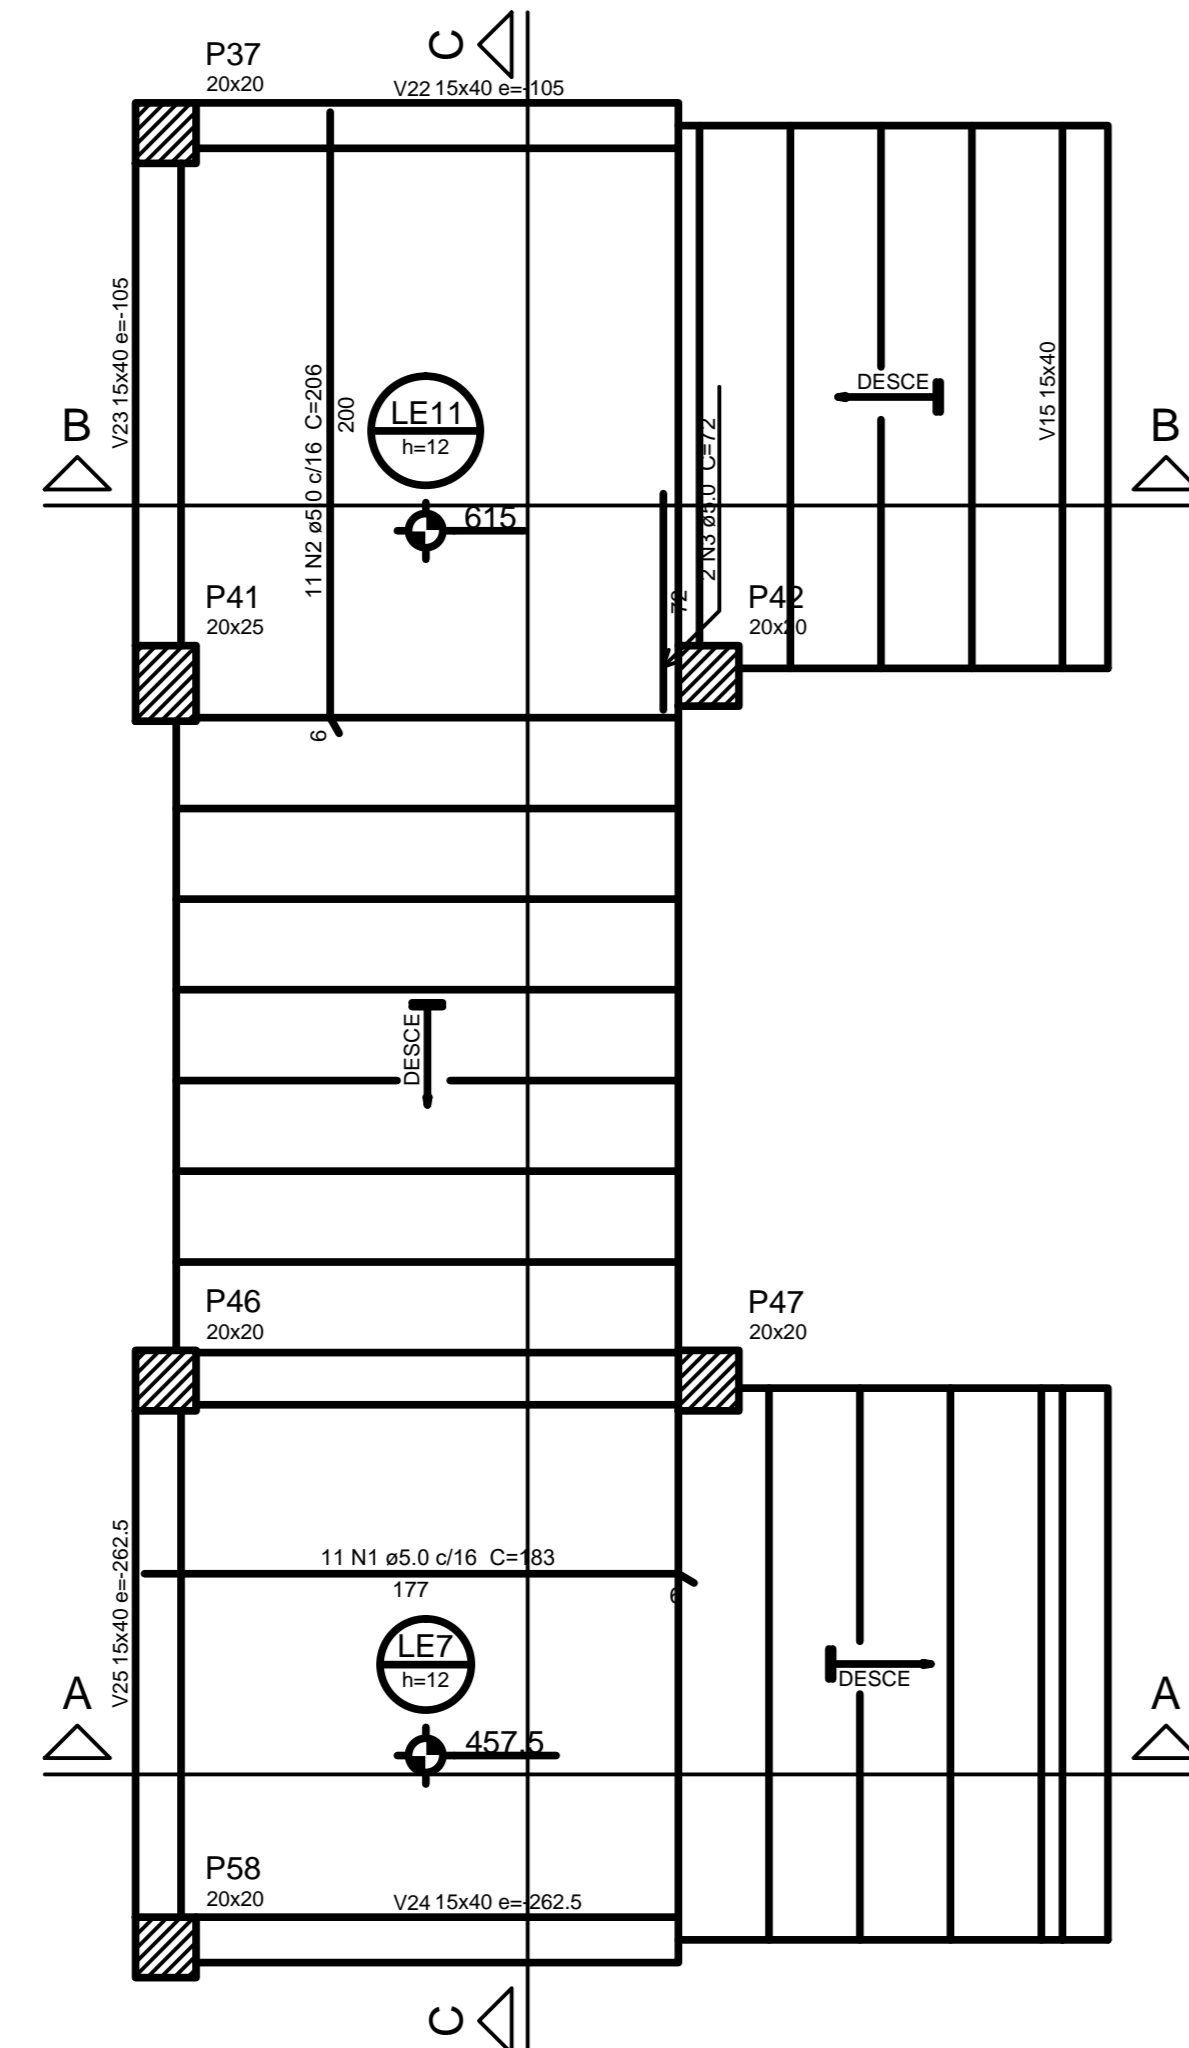 C
P37
20x20
V22 15x40 e=-105
V23 15x40 e=-105
11 N2 ø5.0 c/16 C=206
200
LE11
h=12
615
2 N3 ø5.0 C=72
72
DESCE
V15 15x40
B
B
P41
20x25
P42
20x20
6
DESCE
P46
20x20
P47
20x20
V25 15x40 e=-262.5
11 N1 ø5.0 c/16 C=183
177
6
LE7
h=12
DESCE
A
A
457.5
P58
20x20
V24 15x40 e=-262.5
C